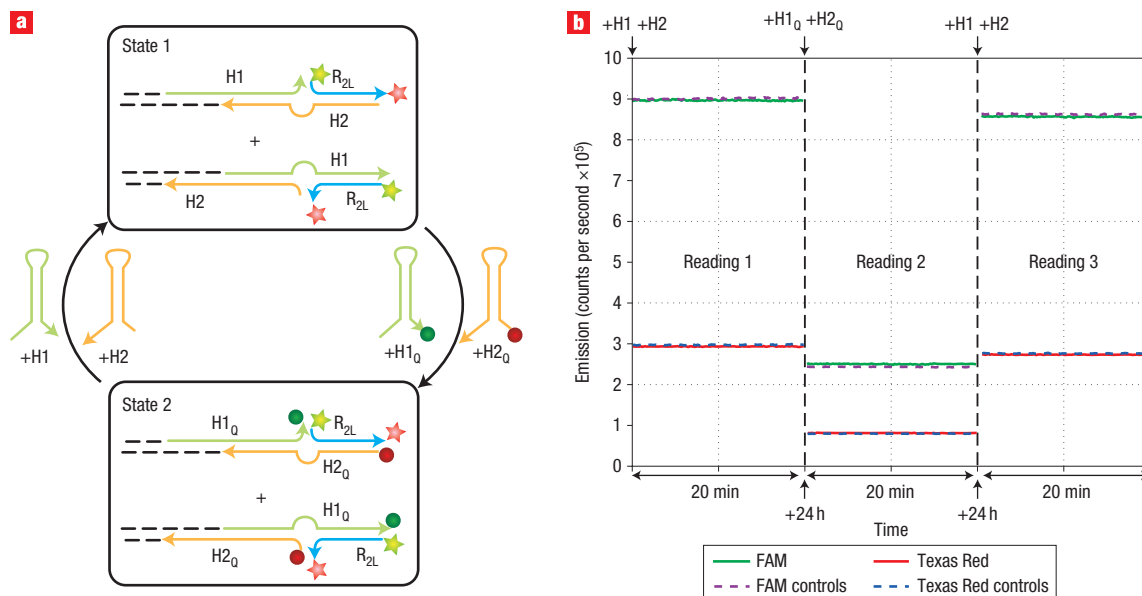 a
State 1
H1
R2L
H2
+
H1
H2
R2L
+H1
+H2
+H1Q
+H2Q
State 2
H1Q
R2L
H2Q
+
H1Q
H2Q
R2L
b
+H1 +H2
+H1Q +H2Q
+H1 +H2
Emission (counts per second ×10⁵)
10
9
8
7
6
5
4
3
2
1
0
Reading 1
Reading 2
Reading 3
20 min
20 min
20 min
+24 h
+24 h
Time
FAM
Texas Red
FAM controls
Texas Red controls